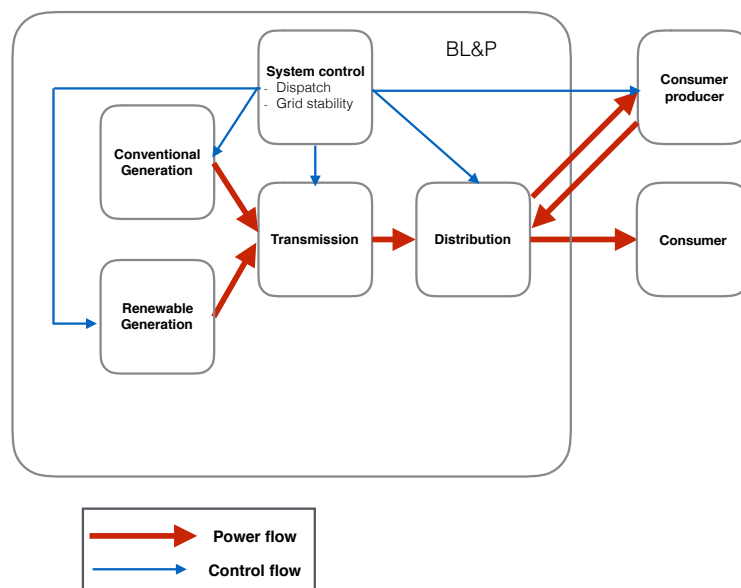 BL&P
System control
- Dispatch
- Grid stability
Consumer
producer
Conventional
Generation
Transmission
Distribution
Consumer
Renewable
Generation
Power flow
Control flow